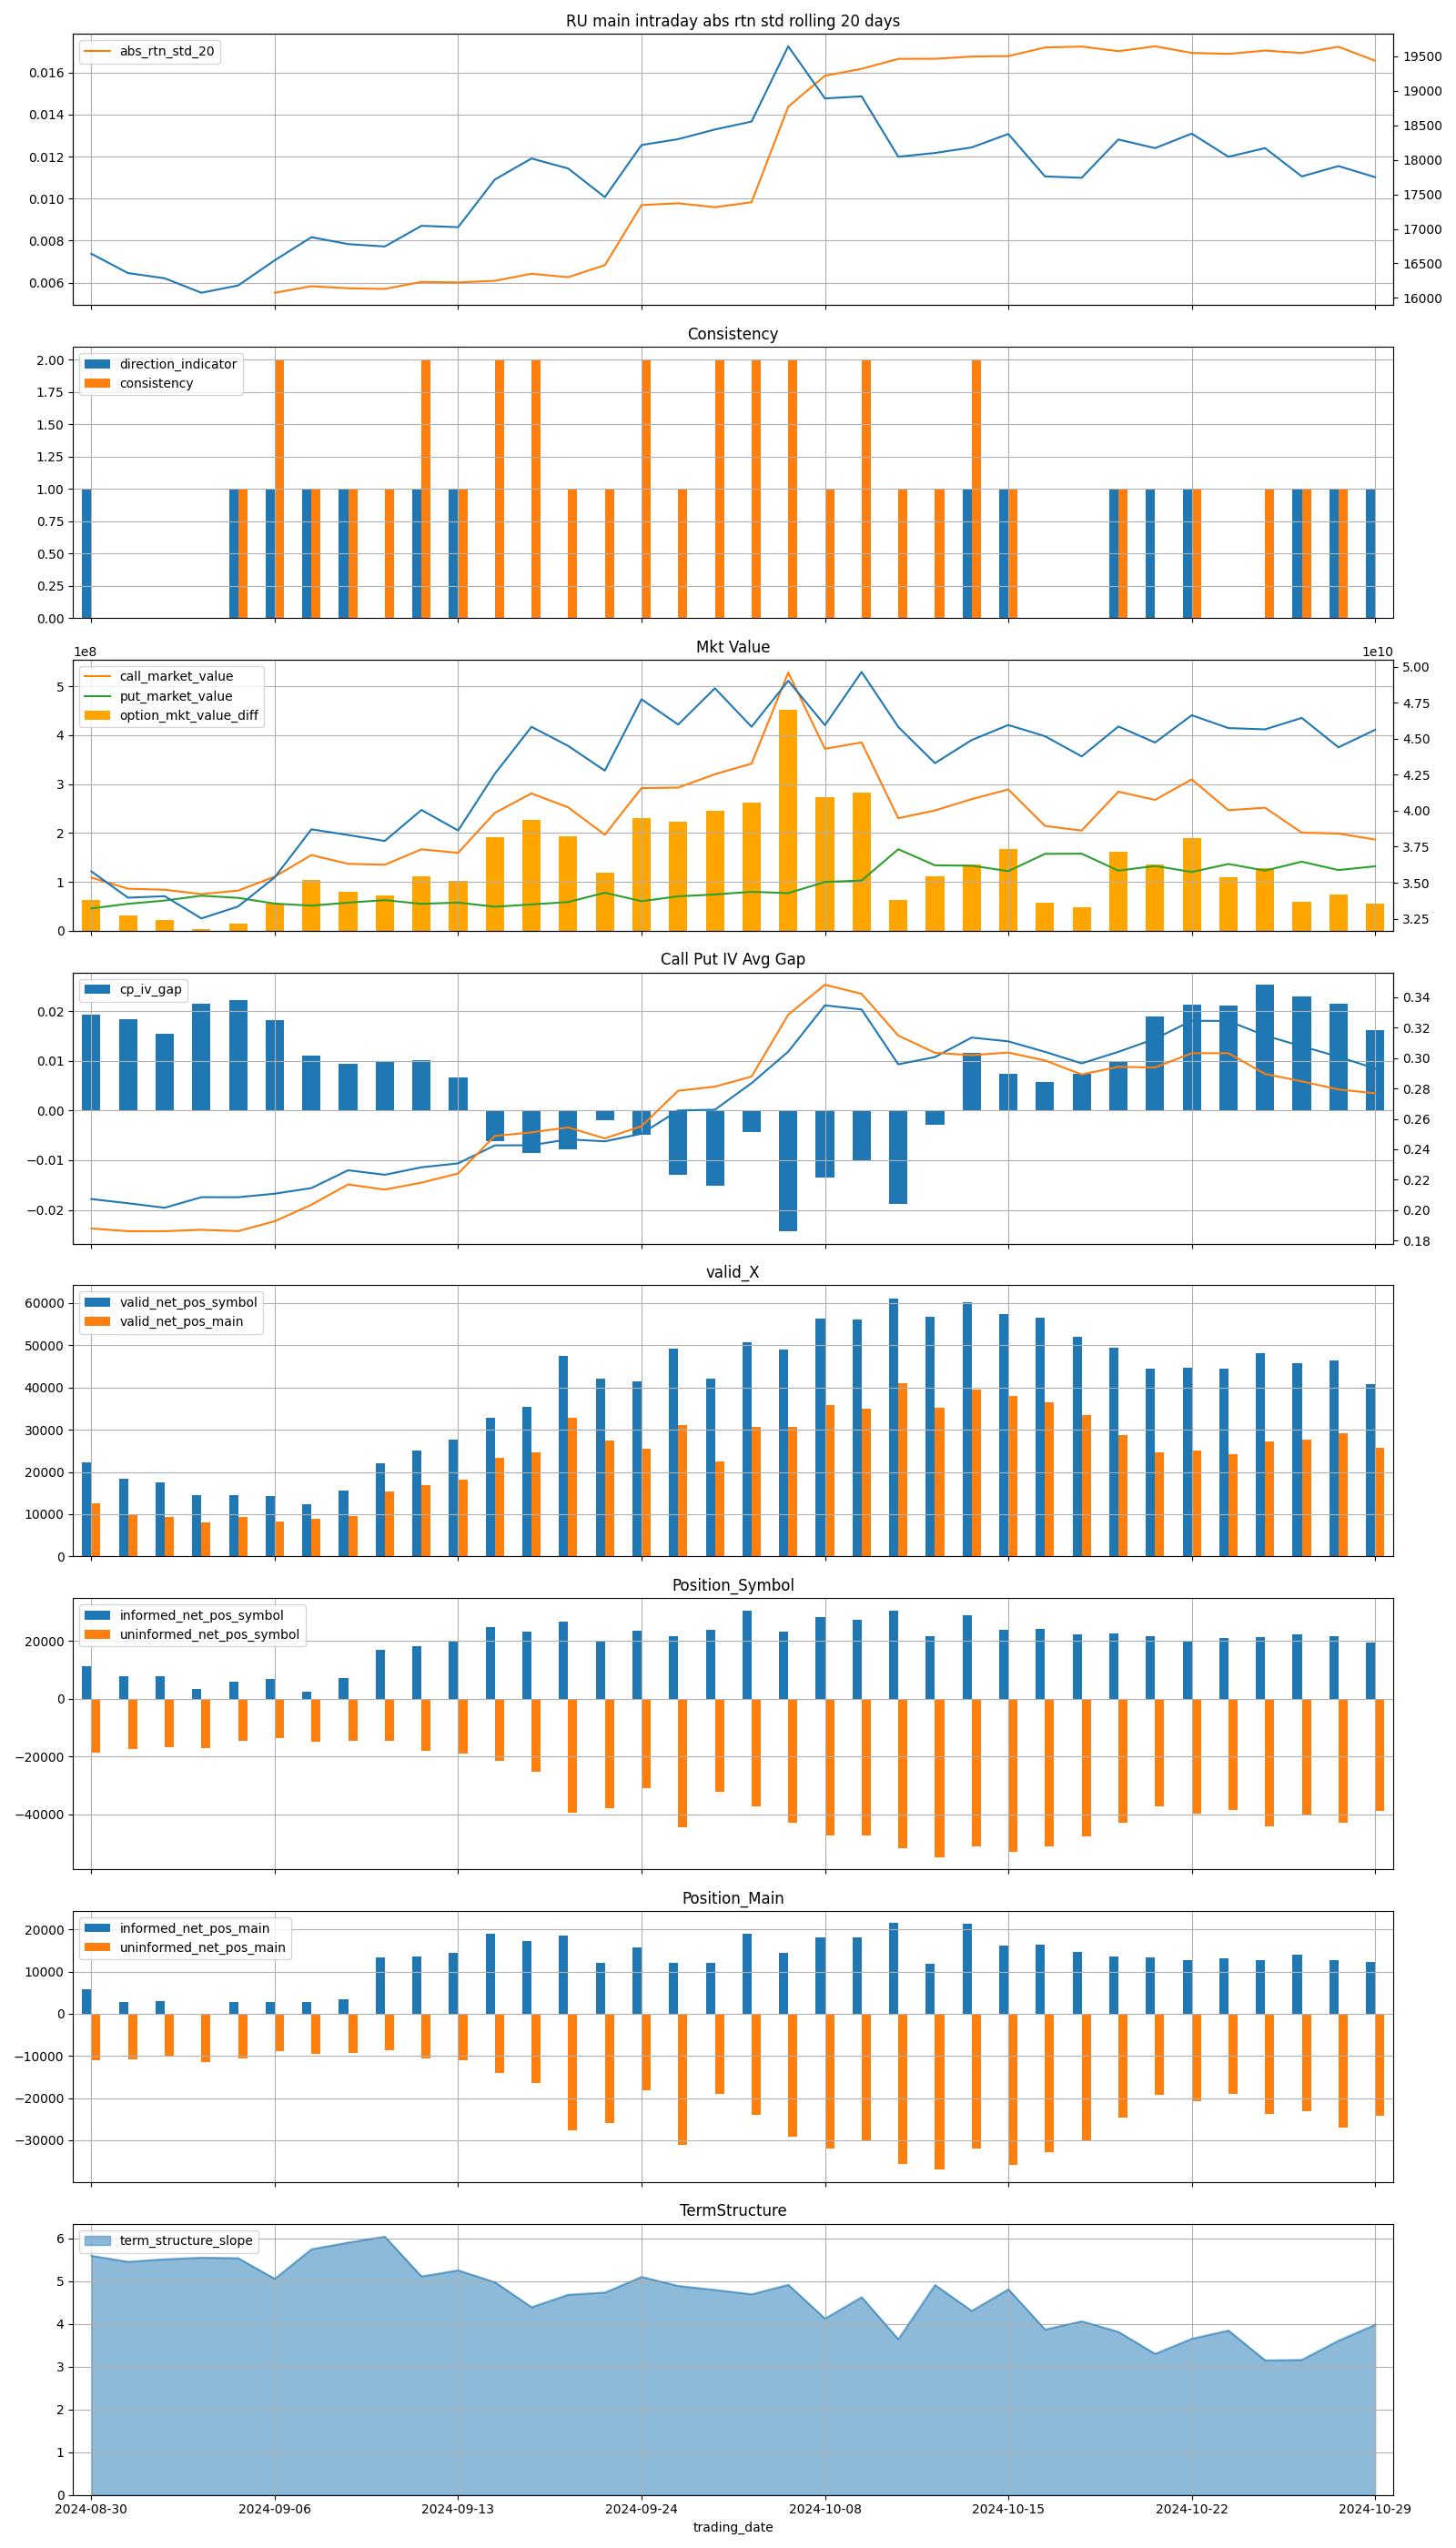 RU main intraday abs rtn std rolling 20 days
abs_rtn_std_20
0.016
0.014
0.012
0.010
0.008
0.006
19500
19000
18500
18000
17500
17000
16500
16000
Consistency
direction_indicator
consistency
2.00
1.75
1.50
1.25
1.00
0.75
0.50
0.25
0.00
Mkt Value
1e8
1e10
call_market_value
put_market_value
option_mkt_value_diff
5
4
3
2
1
0
5.00
4.75
4.50
4.25
4.00
3.75
3.50
3.25
Call Put IV Avg Gap
cp_iv_gap
0.02
0.01
0.00
−0.01
−0.02
0.34
0.32
0.30
0.28
0.26
0.24
0.22
0.20
0.18
valid_X
valid_net_pos_symbol
valid_net_pos_main
60000
50000
40000
30000
20000
10000
0
Position_Symbol
informed_net_pos_symbol
uninformed_net_pos_symbol
20000
0
−20000
−40000
Position_Main
informed_net_pos_main
uninformed_net_pos_main
20000
10000
0
−10000
−20000
−30000
TermStructure
term_structure_slope
6
5
4
3
2
1
0
2024-08-30 2024-09-06 2024-09-13 2024-09-24 2024-10-08 2024-10-15 2024-10-22 2024-10-29
trading_date